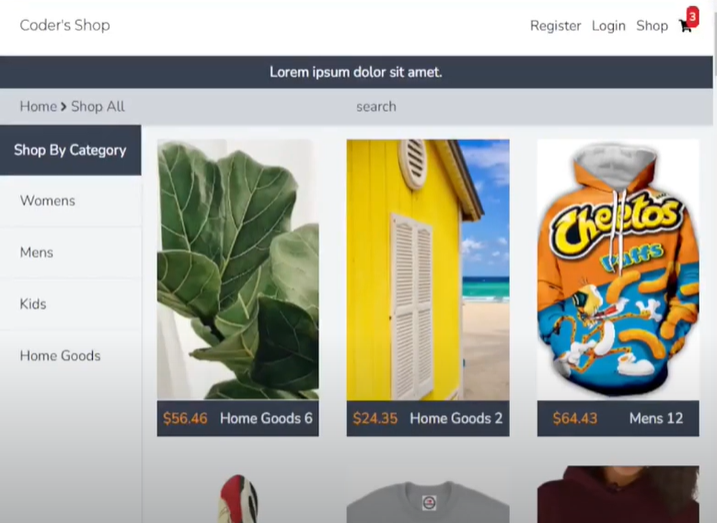 Coder's Shop
Register Login Shop 3
Lorem ipsum dolor sit amet.
Home > Shop All
search
Shop By Category
Womens
Mens
Kids
Home Goods
Cheetos
Puffs
$56.46 Home Goods 6
$24.35 Home Goods 2
$64.43 Mens 12